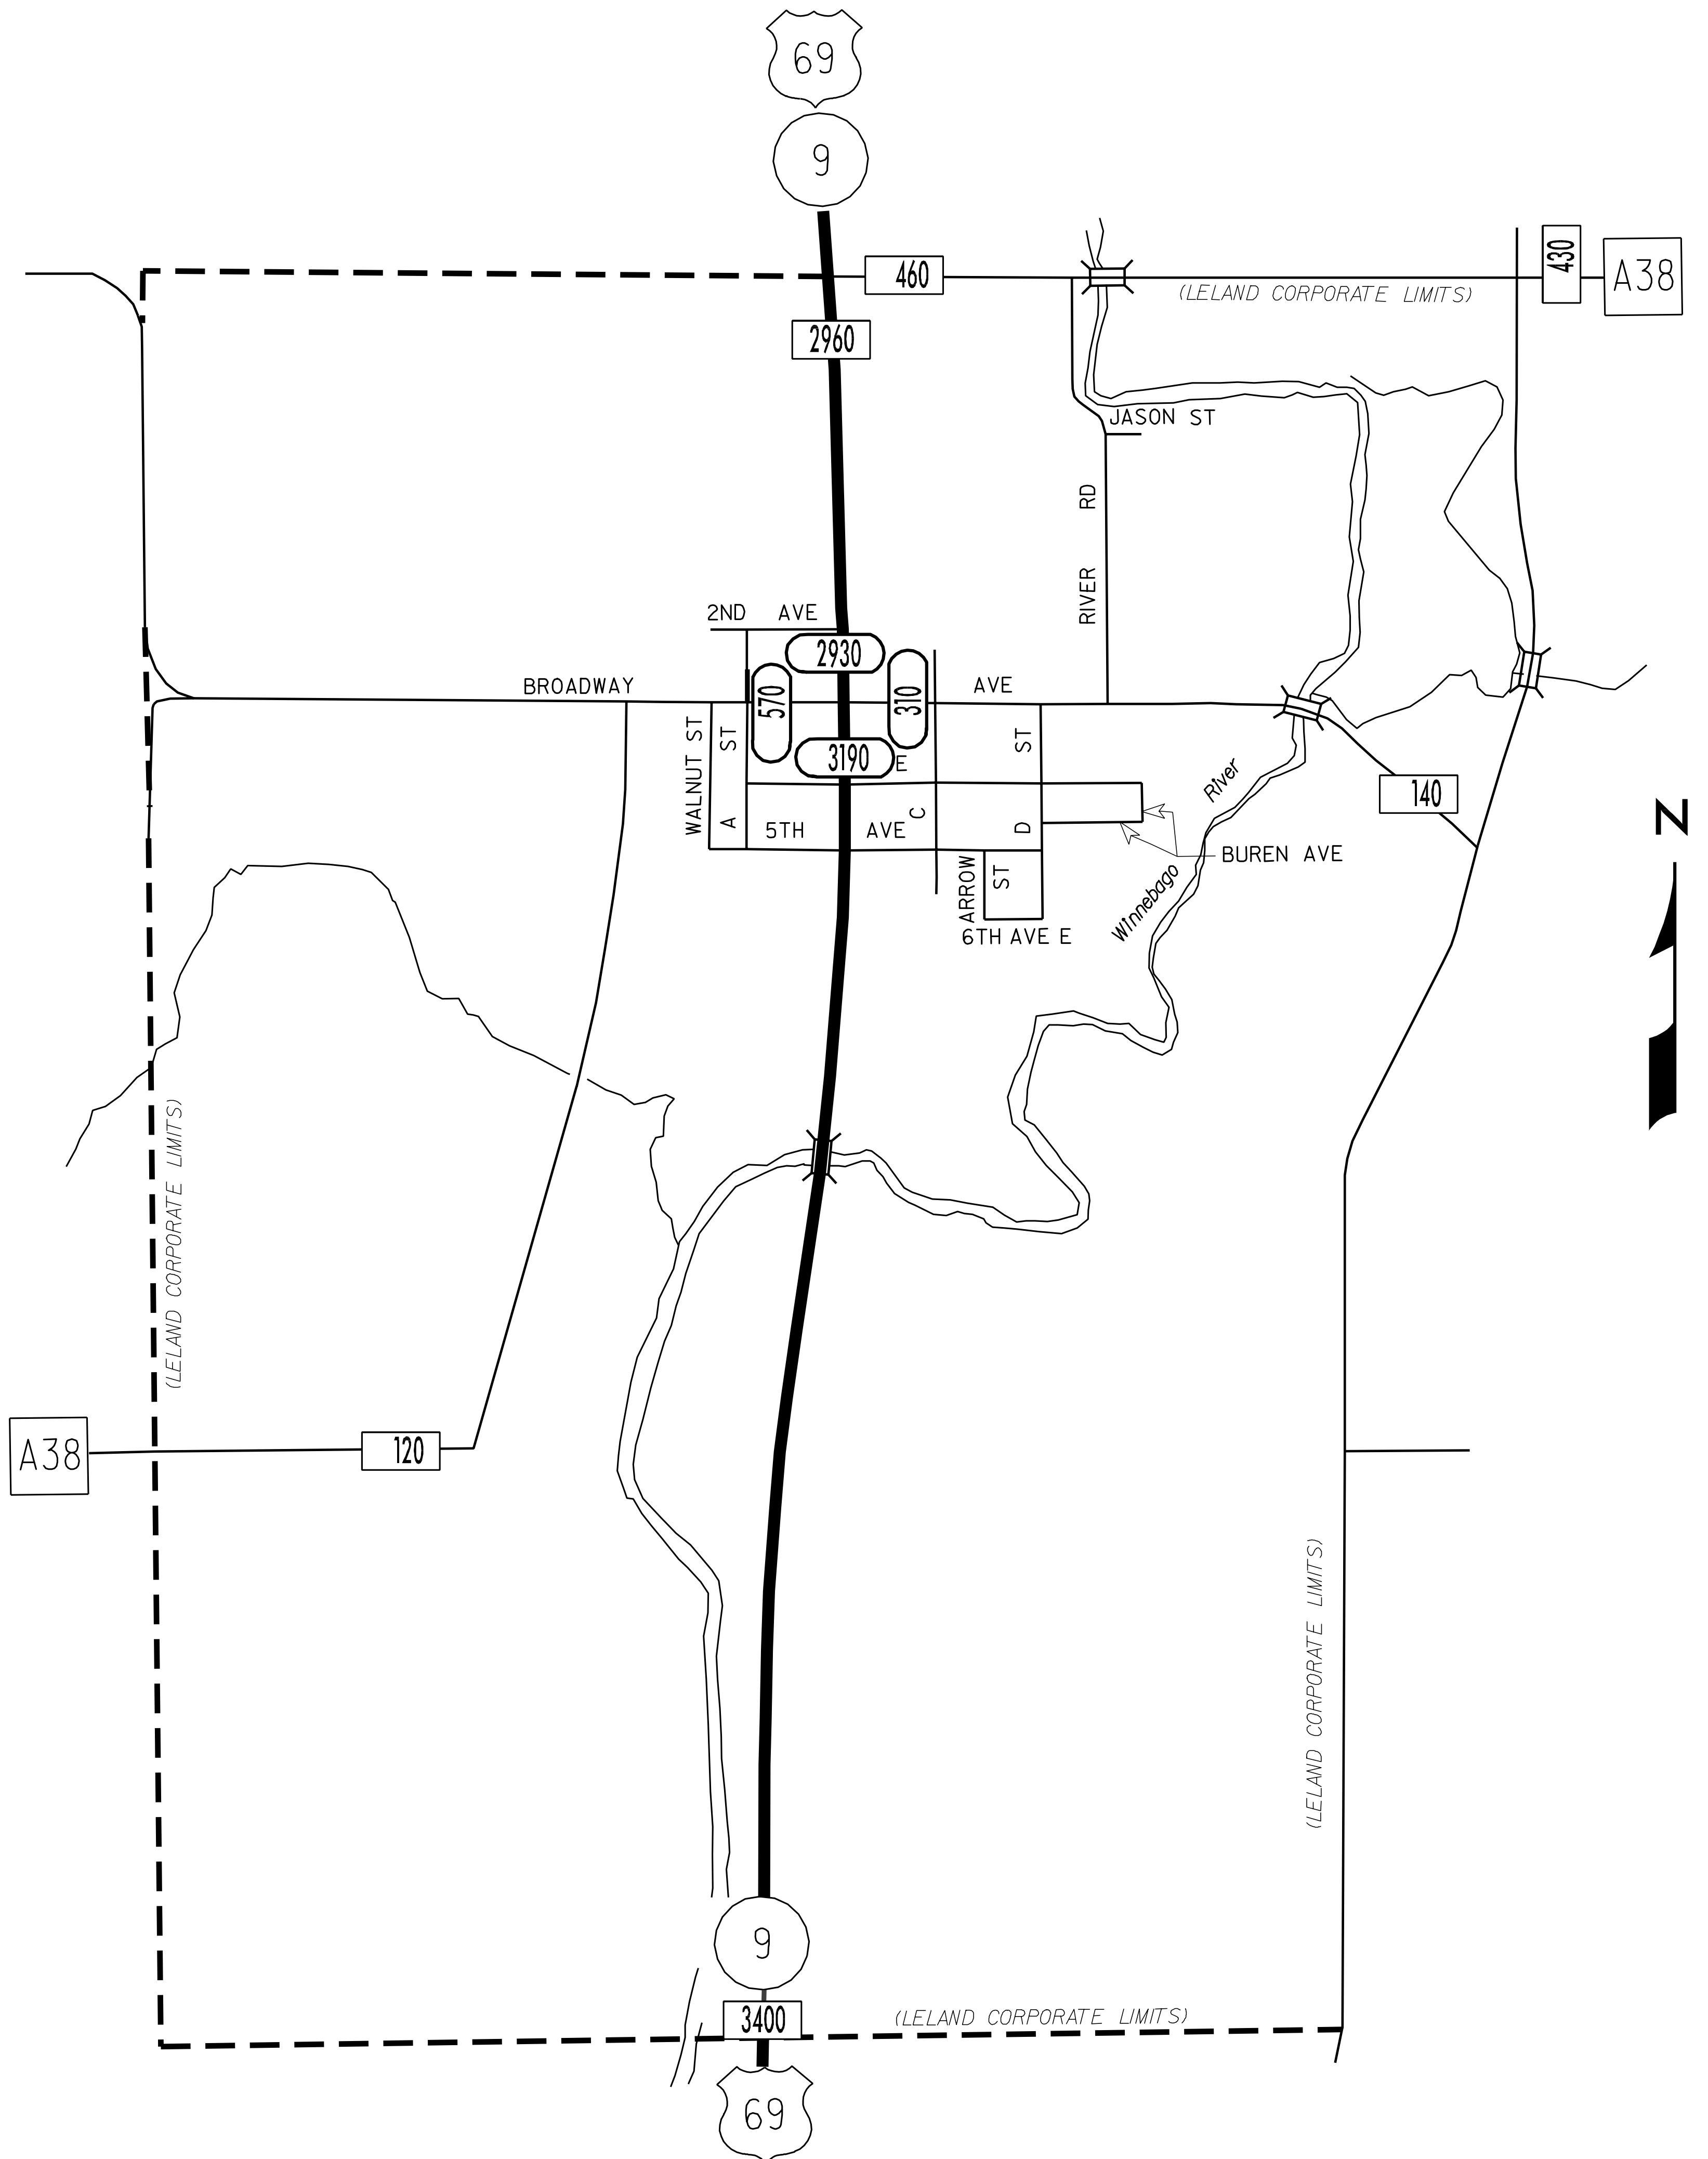 69
9
460
430
A38
(LELAND CORPORATE LIMITS)
2960
JASON ST
RIVER RD
2ND AVE
2930
570
310
BROADWAY
AVE
WALNUT ST
A ST
3190
E
D ST
C
5TH AVE
River
Winnebago
140
N
BUREN AVE
ARROW ST
6TH AVE E
(LELAND CORPORATE LIMITS)
A38
120
(LELAND CORPORATE LIMITS)
9
3400
(LELAND CORPORATE LIMITS)
69